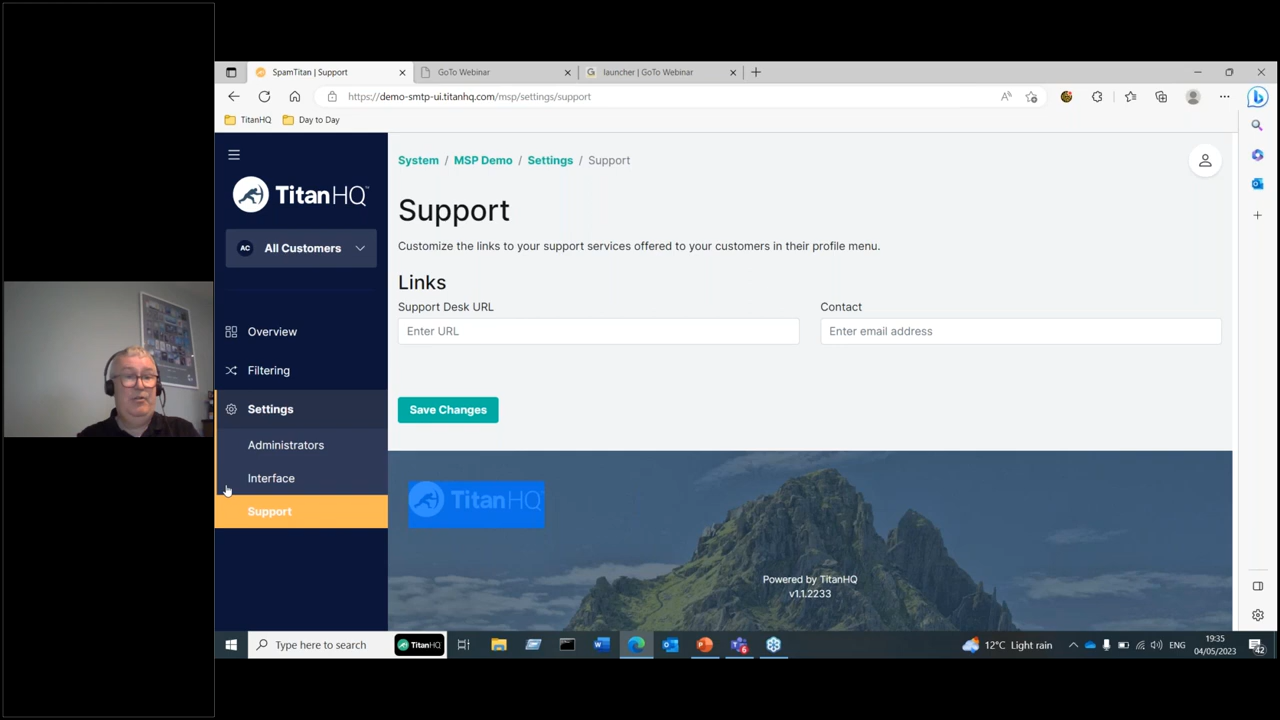 SpamTitan | Support
GoTo Webinar
launcher | GoTo Webinar
https://demo-smtp-ui.titanhq.com/msp/settings/support
TitanHQ
Day to Day
TitanHQ™
AC All Customers
Overview
Filtering
Settings
Administrators
Interface
Support
System / MSP Demo / Settings / Support
Support
Customize the links to your support services offered to your customers in their profile menu.
Links
Support Desk URL
Contact
Enter URL
Enter email address
Save Changes
TitanHQ
Powered by TitanHQ
v1.1.2233
Type here to search
TitanHQ
6
12°C Light rain
ENG
19:35
04/05/2023
42